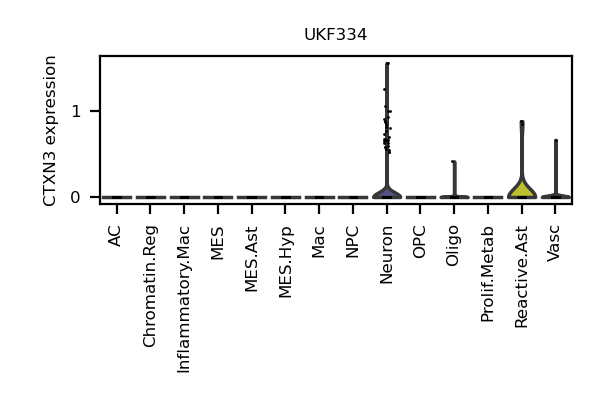 UKF334
CTXN3 expression
1
0
AC
Chromatin.Reg
Inflammatory.Mac
MES
MES.Ast
MES.Hyp
Mac
NPC
Neuron
OPC
Oligo
Prolif.Metab
Reactive.Ast
Vasc